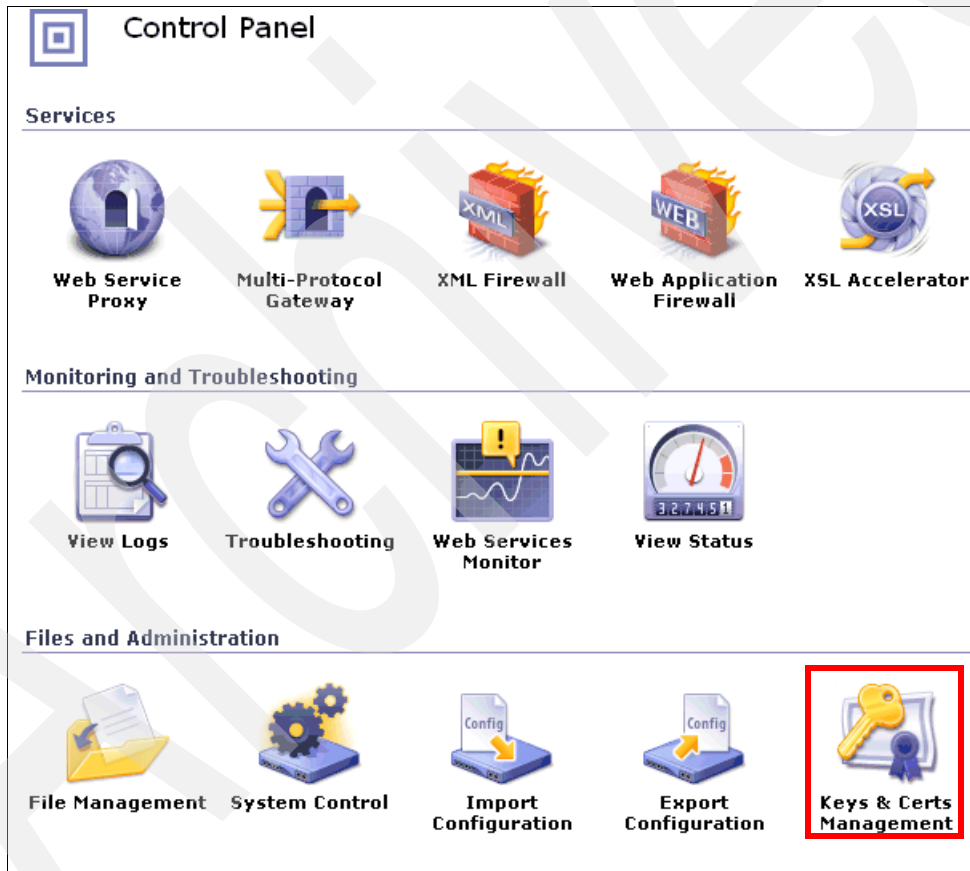 Control Panel
Services
XML
WEB
XSL
Web Service
Proxy
Multi-Protocol
Gateway
XML Firewall
Web Application
Firewall
XSL Accelerator
Monitoring and Troubleshooting
!
3 2 7 4 5 1
View Logs
Troubleshooting
Web Services
Monitor
View Status
Files and Administration
Config
Config
File Management
System Control
Import
Configuration
Export
Configuration
Keys & Certs
Management